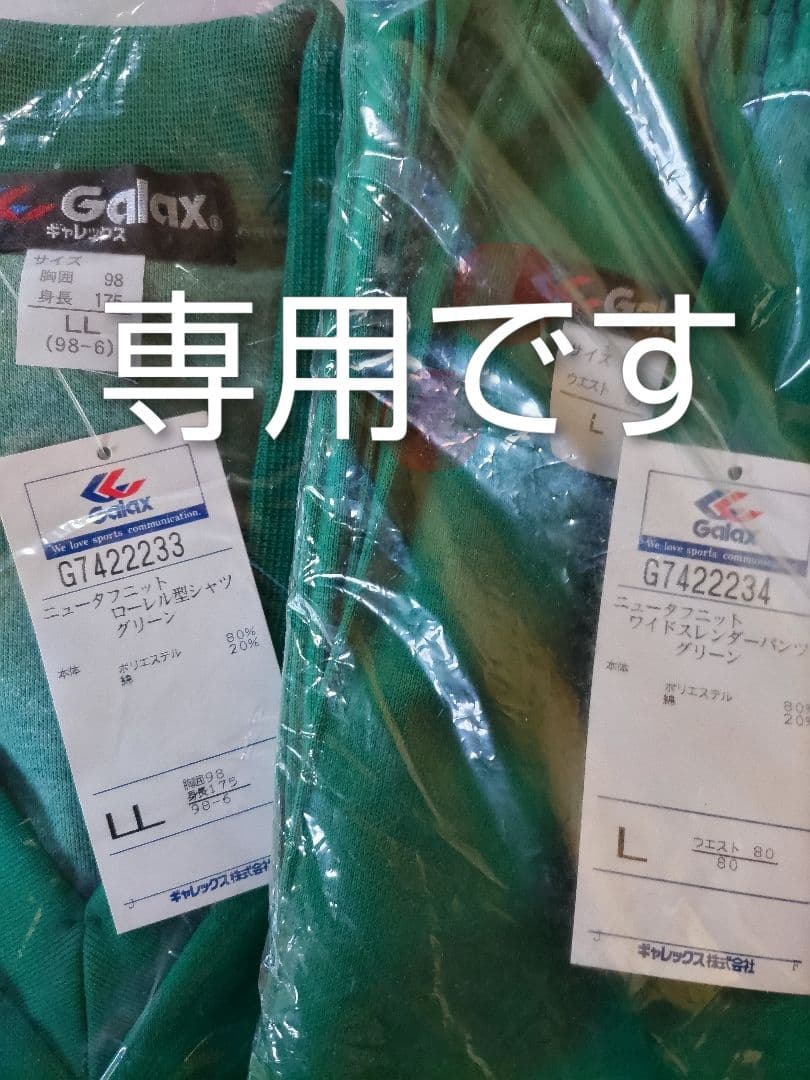 Galax®
ギャレックス
サイズ
胸囲 98
身長 175
LL
(98-6)
専用です
Galax
サイズ
ウエスト
L
Galax
We love sports communication.
G7422233
ニュータフニット
ローレル型シャツ
グリーン
本体 ポリエステル 80%
綿 20%
LL
胸囲98
身長175
98-6
J
ギャレックス株式会社
Galax
We love sports
G7422234
ニュータフニット
ワイドスレンダーパンツ
グリーン
本体
ポリエステル 80%
綿 20%
L
ウエスト 80
80
J
ギャレックス株式会社
F